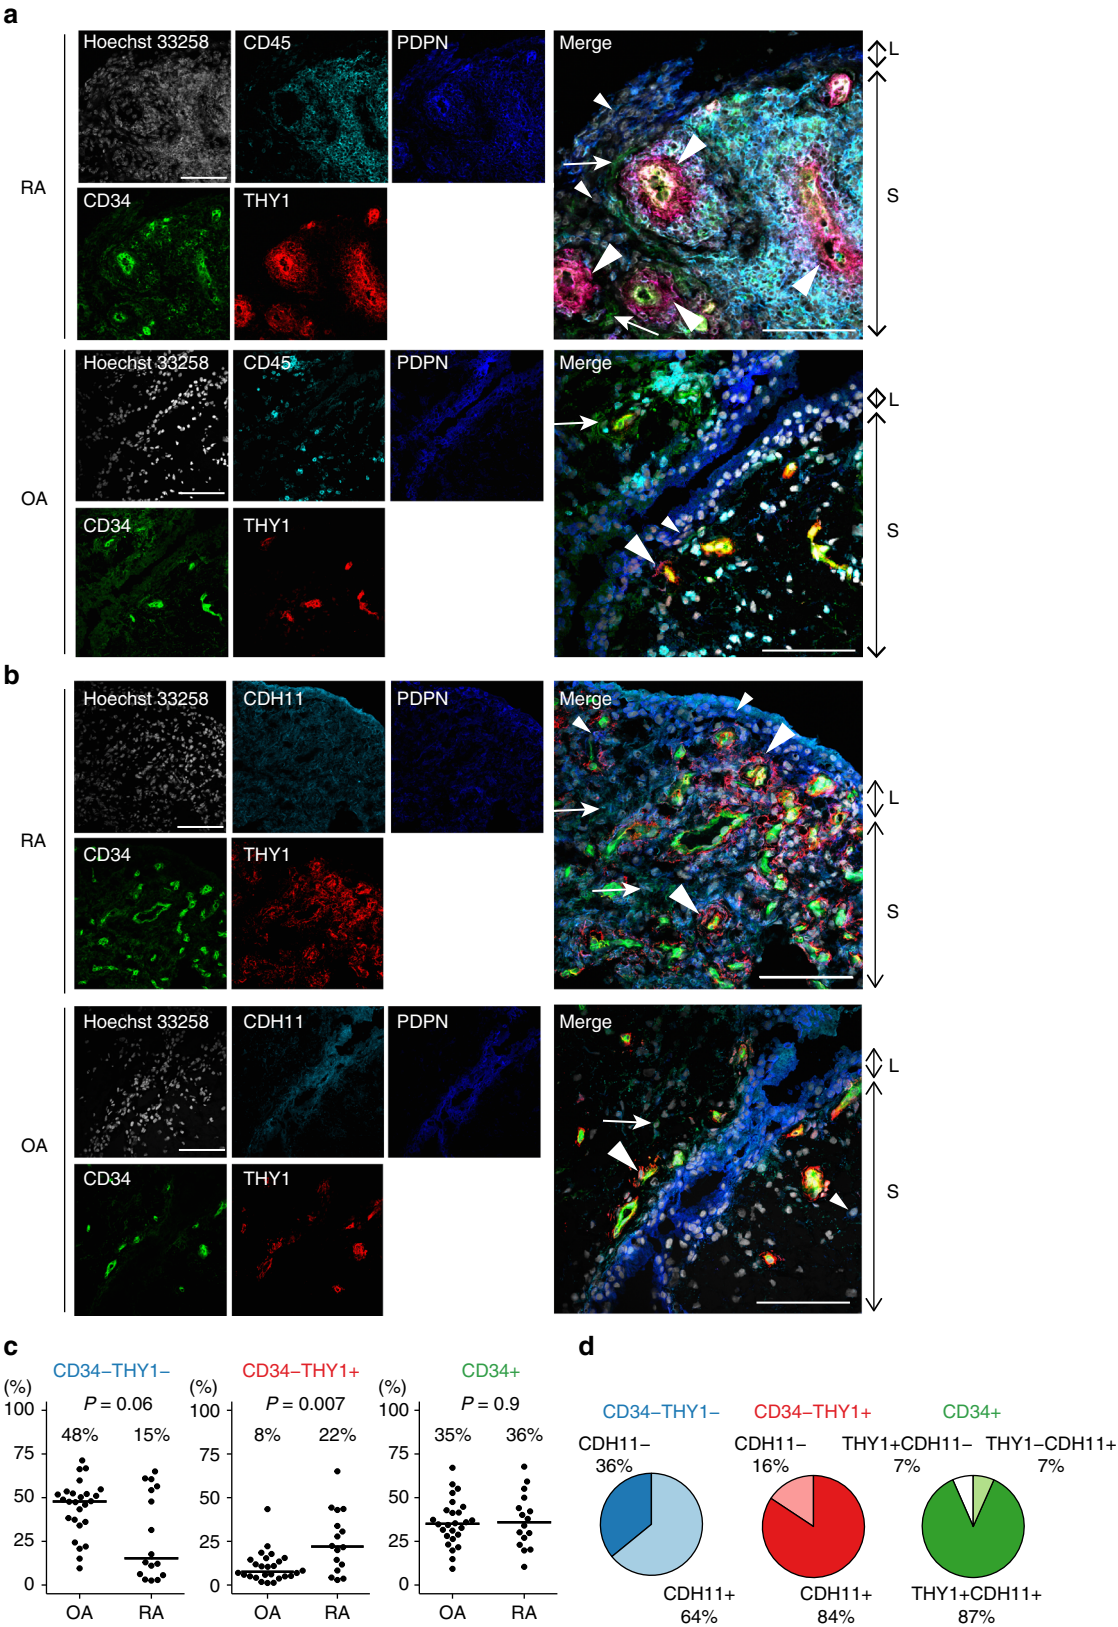 a
Hoechst 33258 CD45 PDPN Merge
L
RA
CD34 THY1
S
Hoechst 33258 CD45 PDPN Merge
L
OA
CD34 THY1
S
b
Hoechst 33258 CDH11 PDPN Merge
L
RA
CD34 THY1
S
Hoechst 33258 CDH11 PDPN Merge
L
OA
CD34 THY1
S
c
CD34–THY1– CD34–THY1+ CD34+
(%) (%) (%)
P = 0.06 P = 0.007 P = 0.9
100 100 100
48% 15% 8% 22% 35% 36%
75 75 75
50 50 50
25 25 25
0 0 0
OA RA OA RA OA RA
d
CD34–THY1– CD34–THY1+ CD34+
CDH11– CDH11– THY1+CDH11– THY1–CDH11+
36% 16% 7% 7%
CDH11+ CDH11+ THY1+CDH11+
64% 84% 87%